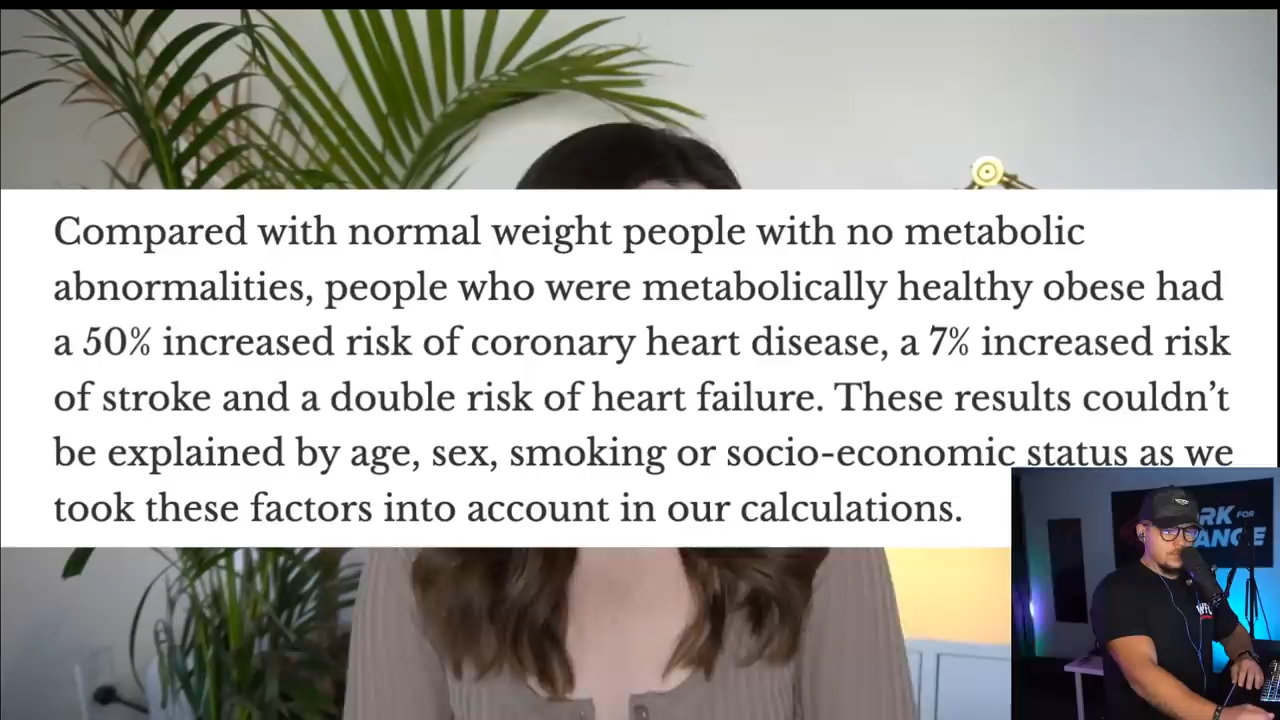 Compared with normal weight people with no metabolic
abnormalities, people who were metabolically healthy obese had
a 50% increased risk of coronary heart disease, a 7% increased risk
of stroke and a double risk of heart failure. These results couldn’t
be explained by age, sex, smoking or socio-economic status as we
took these factors into account in our calculations.
RK FOR
ANGE